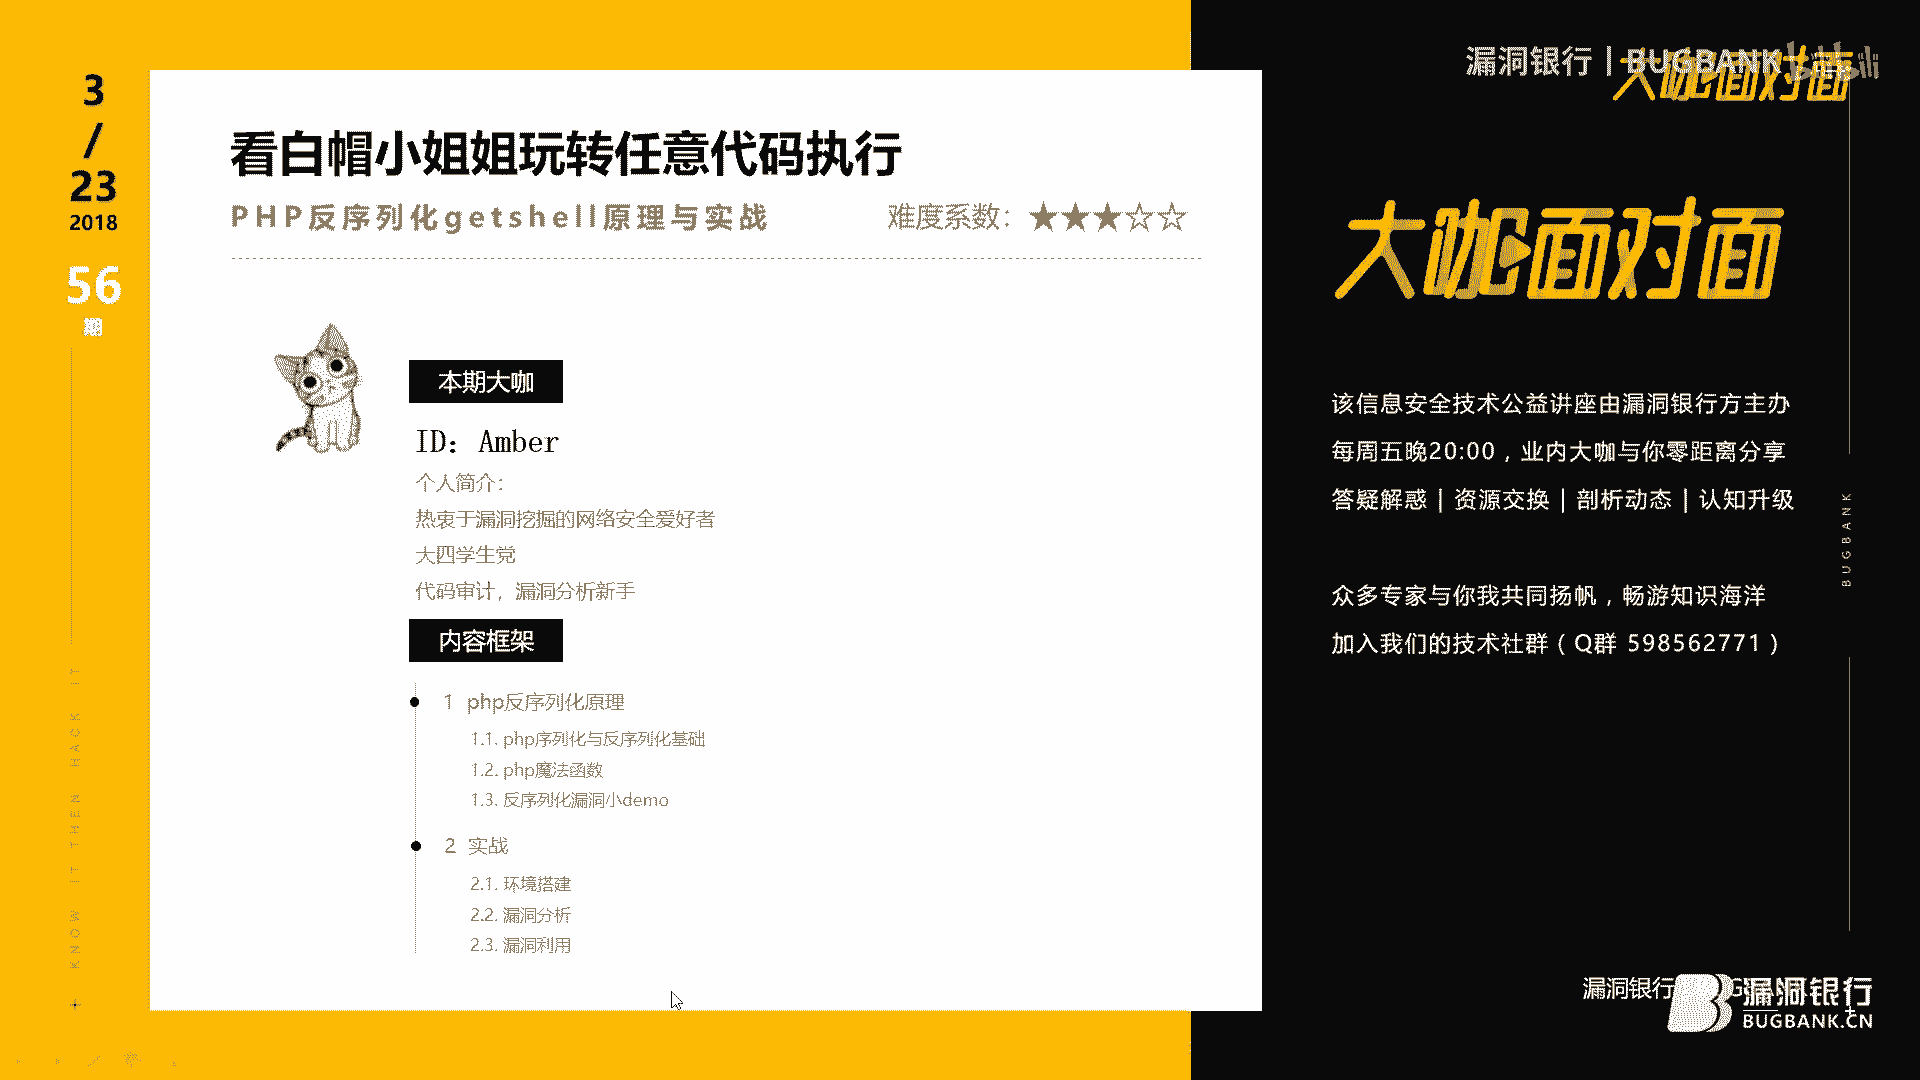 3
/
23
2018
56
期
KNOW IT THEN HACK IT
看白帽小姐姐玩转任意代码执行
PHP反序列化getshell原理与实战
难度系数：★★★☆☆
本期大咖
ID：Amber
个人简介：
热衷于漏洞挖掘的网络安全爱好者
大四学生党
代码审计，漏洞分析新手
内容框架
1 php反序列化原理
1.1. php序列化与反序列化基础
1.2. php魔法函数
1.3. 反序列化漏洞小demo
2 实战
2.1. 环境搭建
2.2. 漏洞分析
2.3. 漏洞利用
漏洞银行 | BUGBANK
大咖面对面
bilibili
大咖面对面
该信息安全技术公益讲座由漏洞银行方主办
每周五晚20:00，业内大咖与你零距离分享
答疑解惑 | 资源交换 | 剖析动态 | 认知升级
众多专家与你我共同扬帆，畅游知识海洋
加入我们的技术社群（Q群 598562771）
BUGBANK
漏洞银行
漏洞银行
BUGBANK.CN